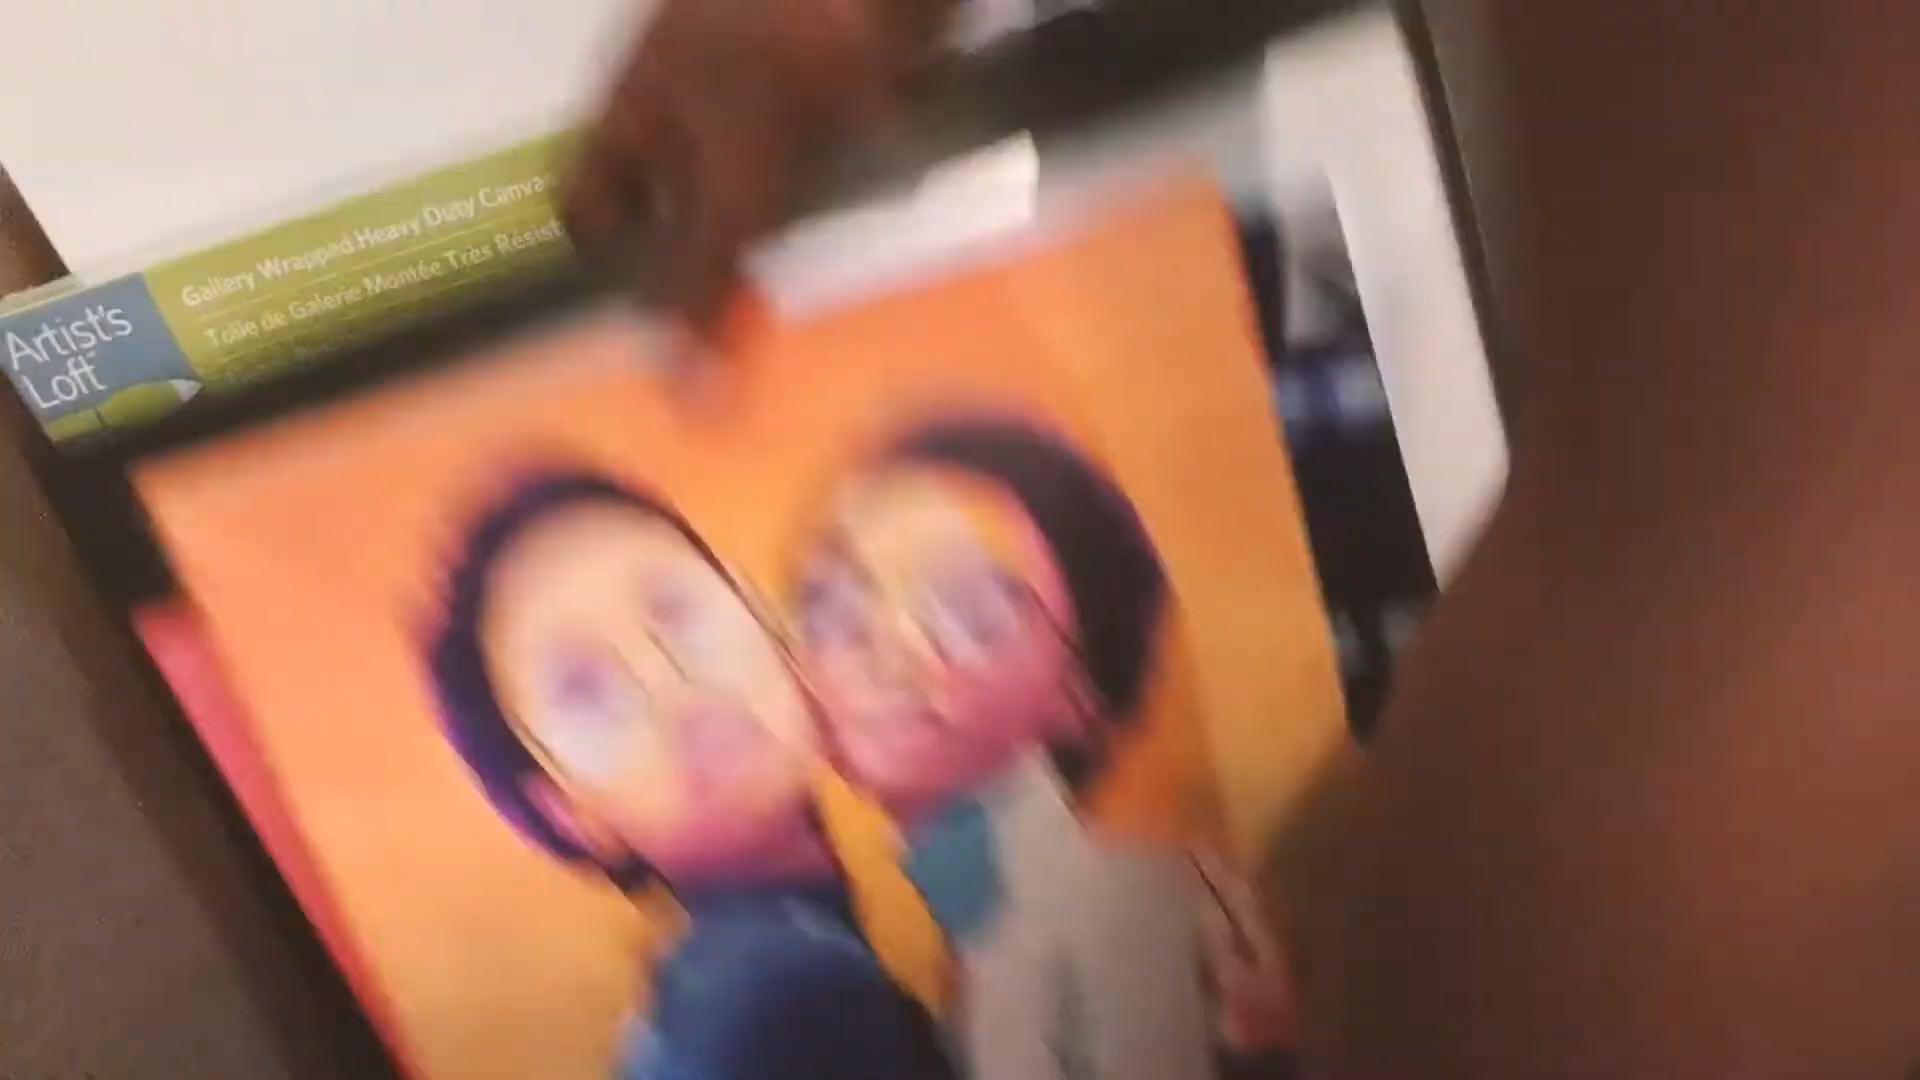 Artist's
Loft
Gallery Wrapped Heavy Duty Canva
Toile de Galerie Montée Très Résist